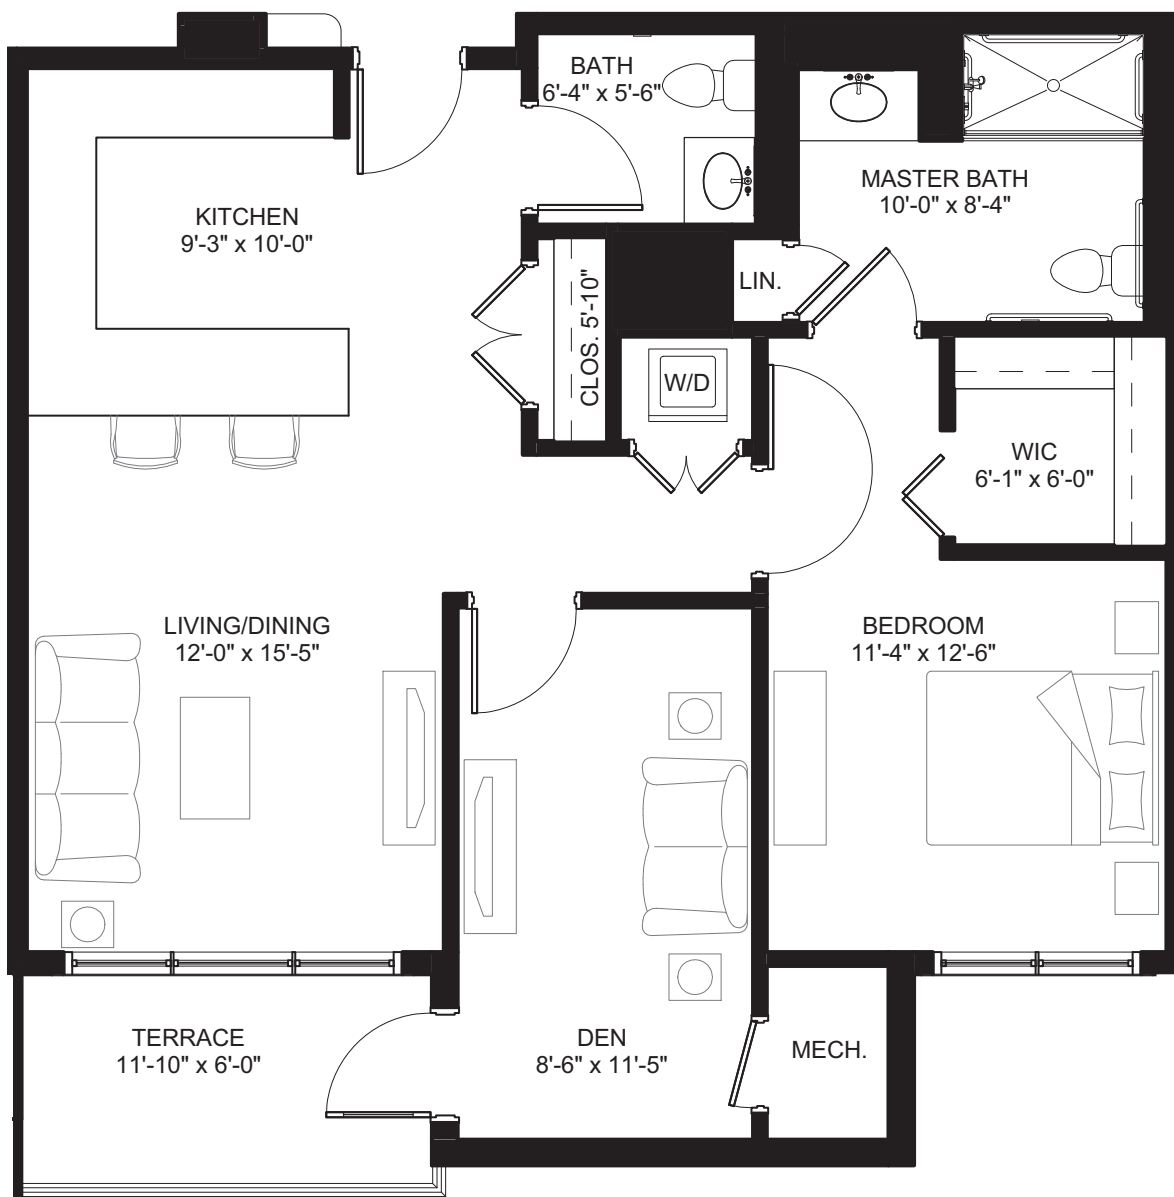 BATH
6'-4" x 5'-6"
MASTER BATH
10'-0" x 8'-4"
KITCHEN
9'-3" x 10'-0"
LIN.
CLOS. 5'-10"
W/D
WIC
6'-1" x 6'-0"
LIVING/DINING
12'-0" x 15'-5"
BEDROOM
11'-4" x 12'-6"
TERRACE
11'-10" x 6'-0"
DEN
8'-6" x 11'-5"
MECH.